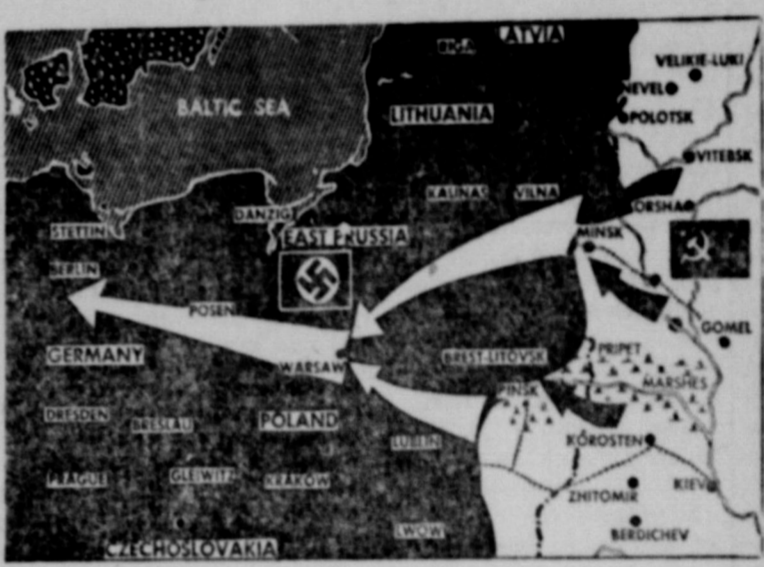 LATVIA
RIGA
VELIKIE-LUKI
NEVEL
BALTIC SEA
LITHUANIA
POLOTSK
VITEBSK
KAUNAS VILNA
ORSHA
DANZIG
STETTIN
EAST PRUSSIA
MINSK
BERLIN
POSEN
GOMEL
GERMANY
WARSAW
BREST-LITOVSK
PRIPET
MARSHES
PINSK
DRESDEN
BRESLAU
POLAND
LUBLIN
KOROSTEN
PRAGUE
GLEIWITZ
KRAKOW
ZHITOMIR
KIEV
LWOW
BERDICHEV
CZECHOSLOVAKIA